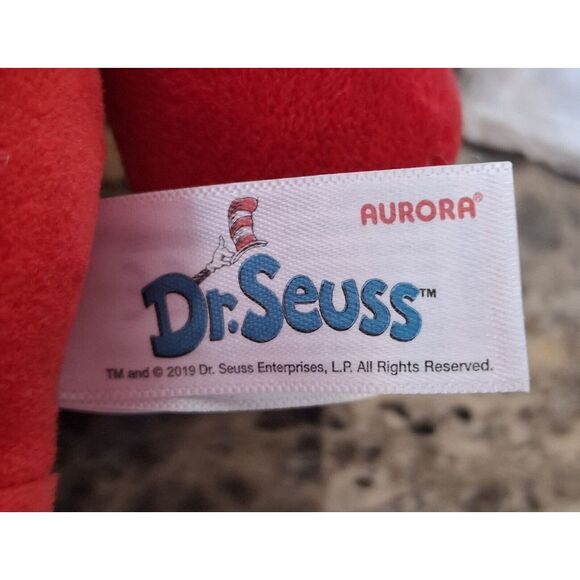 AURORA®
Dr. Seuss™
TM and © 2019 Dr. Seuss Enterprises, L.P. All Rights Reserved.